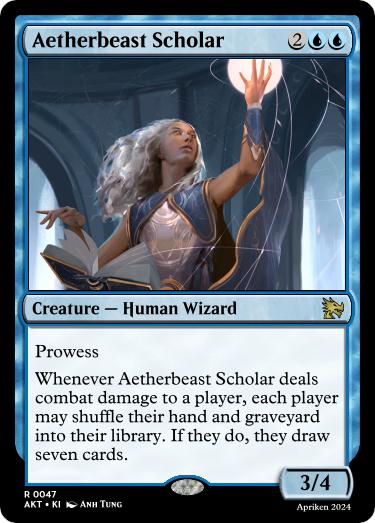 Aetherbeast Scholar 2
Creature — Human Wizard
Prowess
Whenever Aetherbeast Scholar deals
combat damage to a player, each player
may shuffle their hand and graveyard
into their library. If they do, they draw
seven cards.
3/4
R 0047
AKT • KI Anh Tung
Apriken 2024